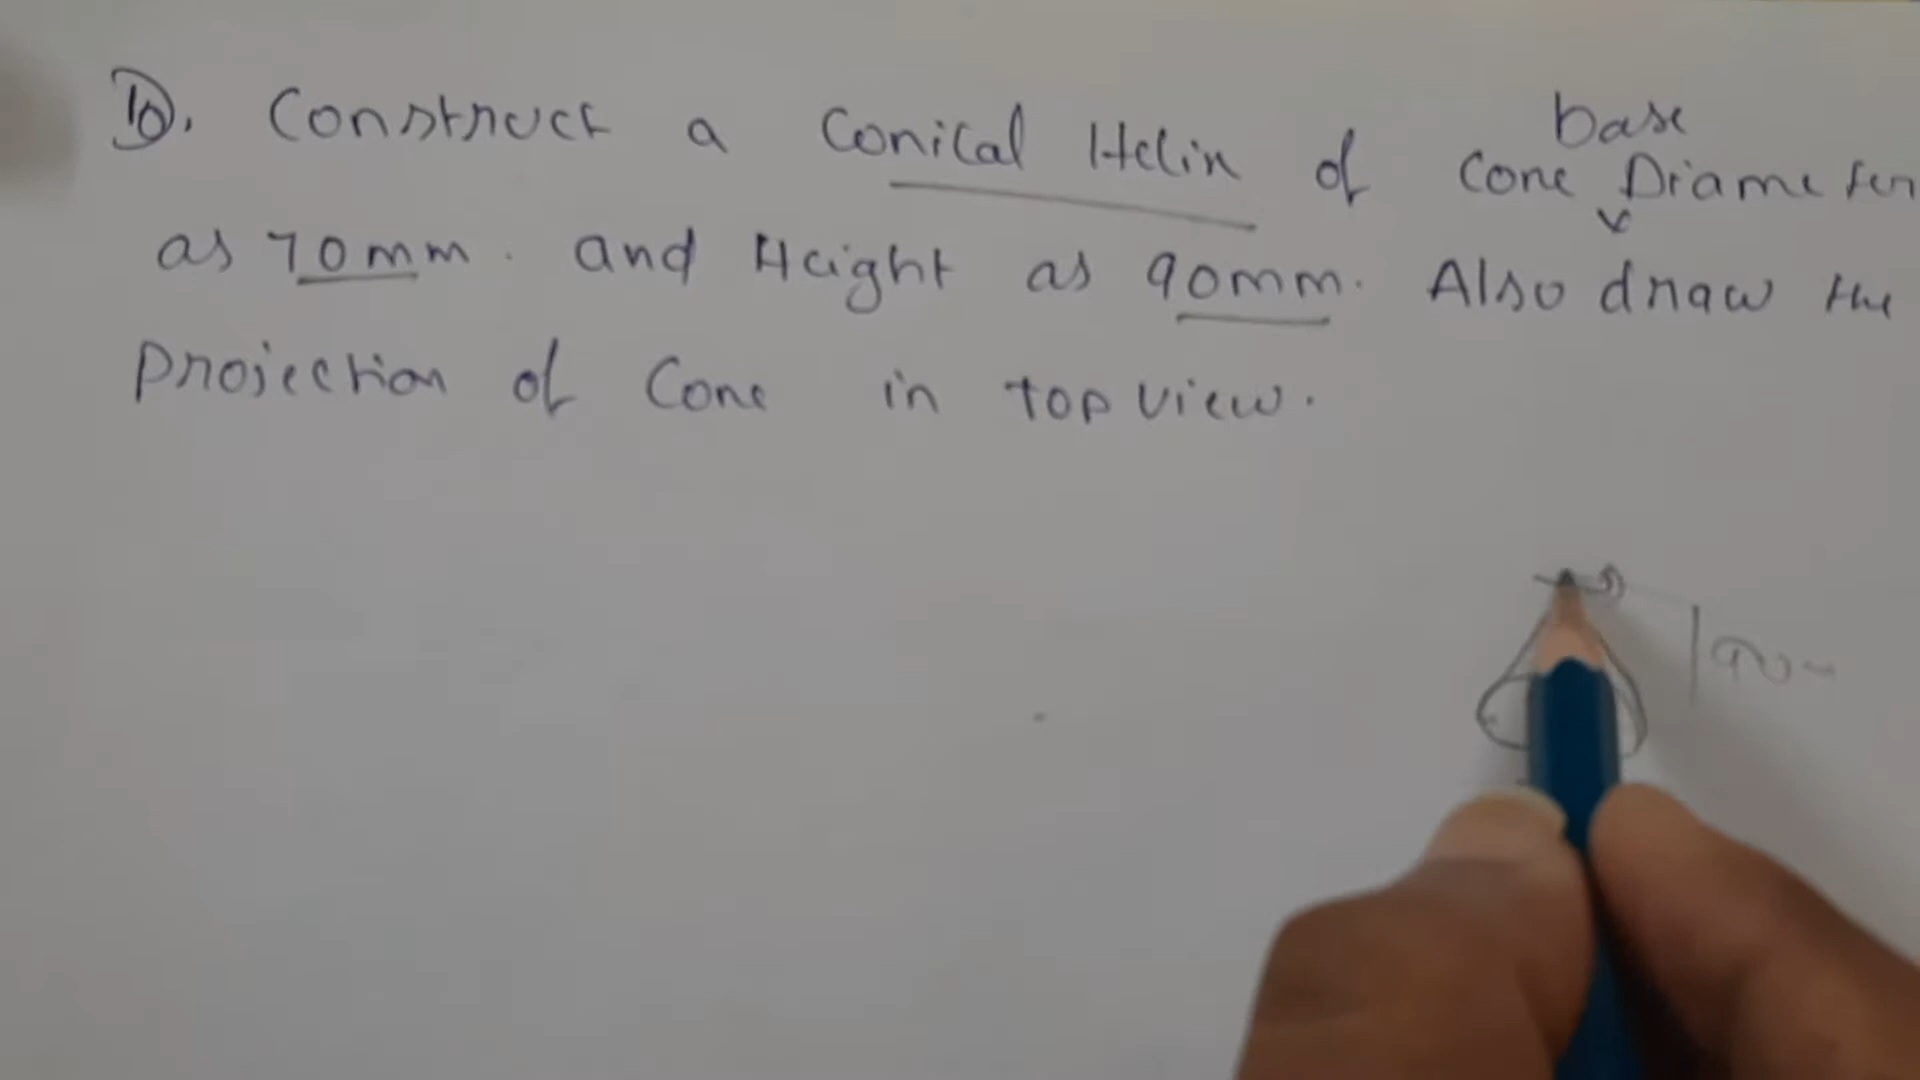 10. Construct a Conical Helix of Cone base Diameter
as 70mm. and Height as 90mm. Also draw the
projection of Cone in top view.
90